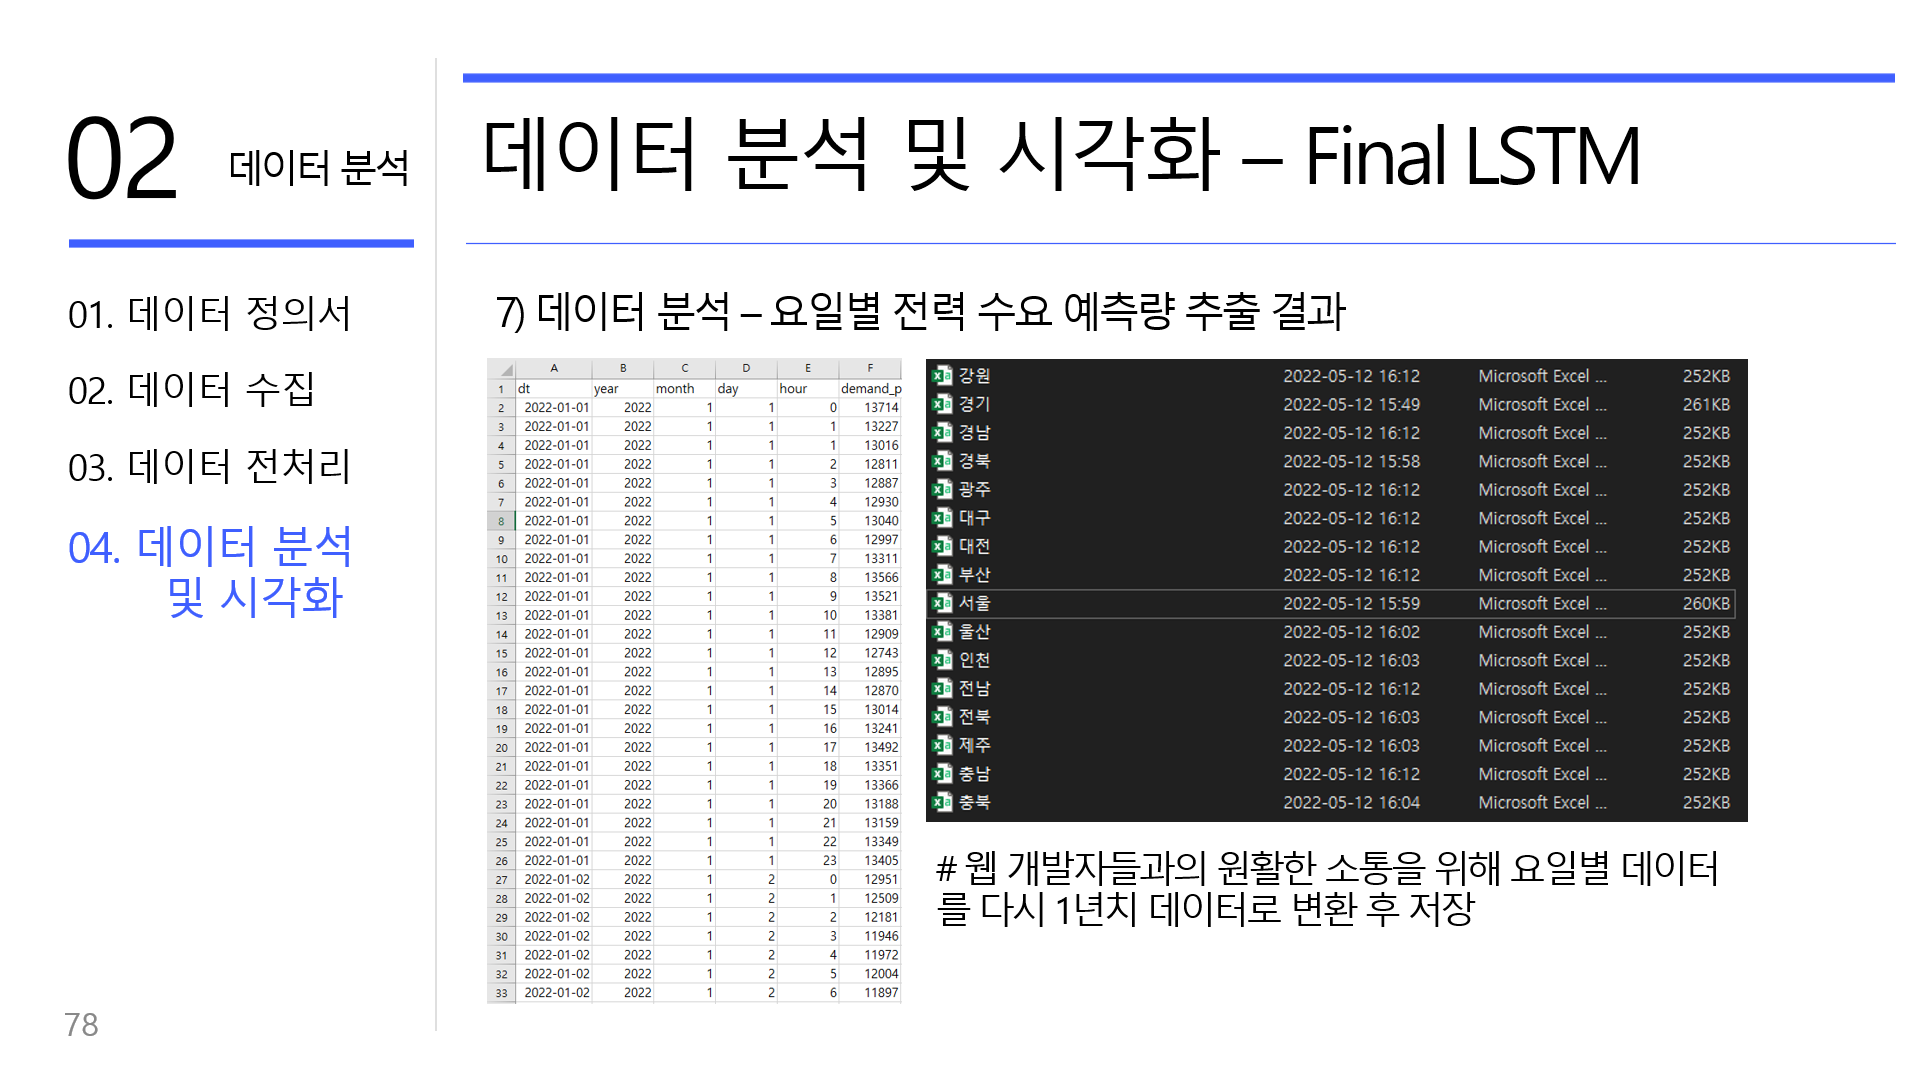 02 데이터 분석
01. 데이터 정의서
02. 데이터 수집
03. 데이터 전처리
04. 데이터 분석
및 시각화
78
데이터 분석 및 시각화 – Final LSTM
7) 데이터 분석 – 요일별 전력 수요 예측량 추출 결과
A B C D E F
1 dt year month day hour demand_p
2 2022-01-01 2022 1 1 0 13714
3 2022-01-01 2022 1 1 1 13227
4 2022-01-01 2022 1 1 1 13016
5 2022-01-01 2022 1 1 2 12811
6 2022-01-01 2022 1 1 3 12887
7 2022-01-01 2022 1 1 4 12930
8 2022-01-01 2022 1 1 5 13040
9 2022-01-01 2022 1 1 6 12997
10 2022-01-01 2022 1 1 7 13311
11 2022-01-01 2022 1 1 8 13566
12 2022-01-01 2022 1 1 9 13521
13 2022-01-01 2022 1 1 10 13381
14 2022-01-01 2022 1 1 11 12909
15 2022-01-01 2022 1 1 12 12743
16 2022-01-01 2022 1 1 13 12895
17 2022-01-01 2022 1 1 14 12870
18 2022-01-01 2022 1 1 15 13014
19 2022-01-01 2022 1 1 16 13241
20 2022-01-01 2022 1 1 17 13492
21 2022-01-01 2022 1 1 18 13351
22 2022-01-01 2022 1 1 19 13366
23 2022-01-01 2022 1 1 20 13188
24 2022-01-01 2022 1 1 21 13159
25 2022-01-01 2022 1 1 22 13349
26 2022-01-01 2022 1 1 23 13405
27 2022-01-02 2022 1 2 0 12951
28 2022-01-02 2022 1 2 1 12509
29 2022-01-02 2022 1 2 2 12181
30 2022-01-02 2022 1 2 3 11946
31 2022-01-02 2022 1 2 4 11972
32 2022-01-02 2022 1 2 5 12004
33 2022-01-02 2022 1 2 6 11897
강원 2022-05-12 16:12 Microsoft Excel ... 252KB
경기 2022-05-12 15:49 Microsoft Excel ... 261KB
경남 2022-05-12 16:12 Microsoft Excel ... 252KB
경북 2022-05-12 15:58 Microsoft Excel ... 252KB
광주 2022-05-12 16:12 Microsoft Excel ... 252KB
대구 2022-05-12 16:12 Microsoft Excel ... 252KB
대전 2022-05-12 16:12 Microsoft Excel ... 252KB
부산 2022-05-12 16:12 Microsoft Excel ... 252KB
서울 2022-05-12 15:59 Microsoft Excel ... 260KB
울산 2022-05-12 16:02 Microsoft Excel ... 252KB
인천 2022-05-12 16:03 Microsoft Excel ... 252KB
전남 2022-05-12 16:12 Microsoft Excel ... 252KB
전북 2022-05-12 16:03 Microsoft Excel ... 252KB
제주 2022-05-12 16:03 Microsoft Excel ... 252KB
충남 2022-05-12 16:12 Microsoft Excel ... 252KB
충북 2022-05-12 16:04 Microsoft Excel ... 252KB
# 웹 개발자들과의 원활한 소통을 위해 요일별 데이터
를 다시 1년치 데이터로 변환 후 저장